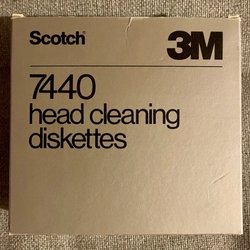 Scotch® 3M
7440
head cleaning
diskettes